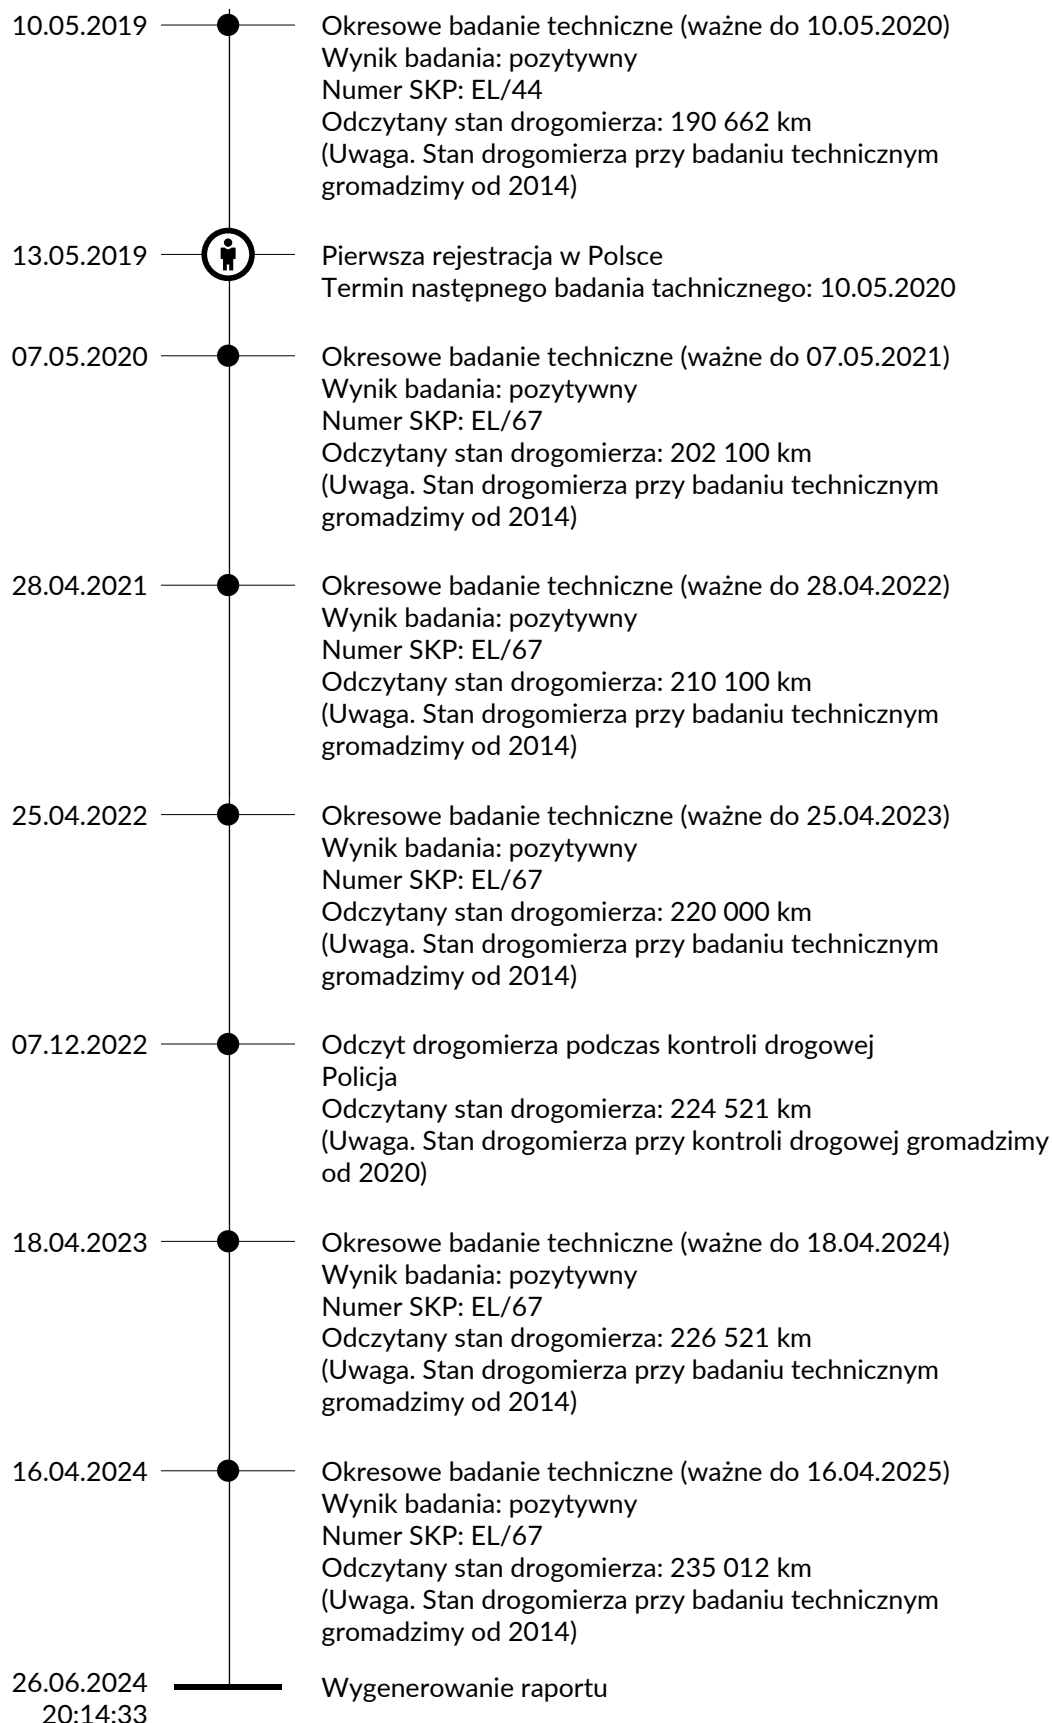 10.05.2019
Okresowe badanie techniczne (ważne do 10.05.2020)
Wynik badania: pozytywny
Numer SKP: EL/44
Odczytany stan drogomierza: 190 662 km
(Uwaga. Stan drogomierza przy badaniu technicznym
gromadzimy od 2014)
13.05.2019
Pierwsza rejestracja w Polsce
Termin następnego badania tachnicznego: 10.05.2020
07.05.2020
Okresowe badanie techniczne (ważne do 07.05.2021)
Wynik badania: pozytywny
Numer SKP: EL/67
Odczytany stan drogomierza: 202 100 km
(Uwaga. Stan drogomierza przy badaniu technicznym
gromadzimy od 2014)
28.04.2021
Okresowe badanie techniczne (ważne do 28.04.2022)
Wynik badania: pozytywny
Numer SKP: EL/67
Odczytany stan drogomierza: 210 100 km
(Uwaga. Stan drogomierza przy badaniu technicznym
gromadzimy od 2014)
25.04.2022
Okresowe badanie techniczne (ważne do 25.04.2023)
Wynik badania: pozytywny
Numer SKP: EL/67
Odczytany stan drogomierza: 220 000 km
(Uwaga. Stan drogomierza przy badaniu technicznym
gromadzimy od 2014)
07.12.2022
Odczyt drogomierza podczas kontroli drogowej
Policja
Odczytany stan drogomierza: 224 521 km
(Uwaga. Stan drogomierza przy kontroli drogowej gromadzimy
od 2020)
18.04.2023
Okresowe badanie techniczne (ważne do 18.04.2024)
Wynik badania: pozytywny
Numer SKP: EL/67
Odczytany stan drogomierza: 226 521 km
(Uwaga. Stan drogomierza przy badaniu technicznym
gromadzimy od 2014)
16.04.2024
Okresowe badanie techniczne (ważne do 16.04.2025)
Wynik badania: pozytywny
Numer SKP: EL/67
Odczytany stan drogomierza: 235 012 km
(Uwaga. Stan drogomierza przy badaniu technicznym
gromadzimy od 2014)
26.06.2024
20:14:33
Wygenerowanie raportu